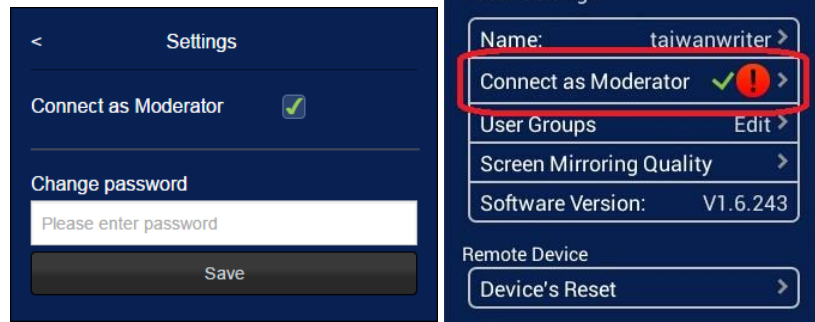 < Settings
Connect as Moderator
Change password
Please enter password
Save
Name: taiwanwriter >
Connect as Moderator >
User Groups Edit >
Screen Mirroring Quality >
Software Version: V1.6.243
Remote Device
Device's Reset >